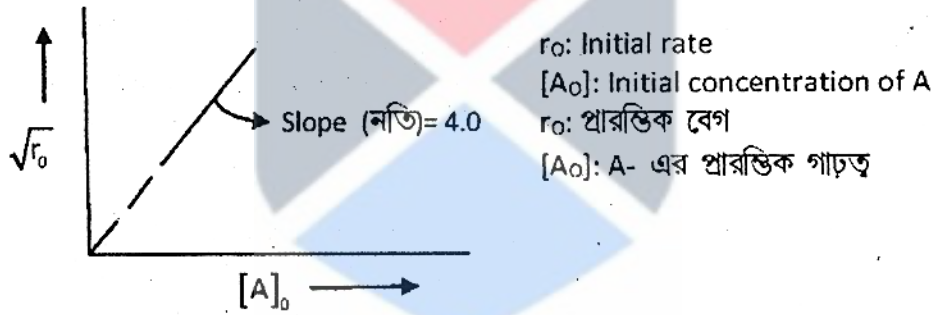 r₀: Initial rate
[A₀]: Initial concentration of A
Slope (নতি)= 4.0
r₀: প্রারম্ভিক বেগ
√r₀
[A₀]: A- এর প্রারম্ভিক গাঢ়ত্ব
[A]₀